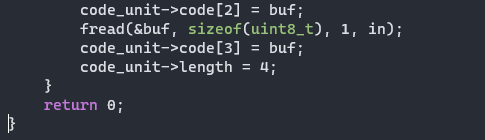 code_unit->code[2] = buf;
fread(&buf, sizeof(uint8_t), 1, in);
code_unit->code[3] = buf;
code_unit->length = 4;
}
return 0;
}